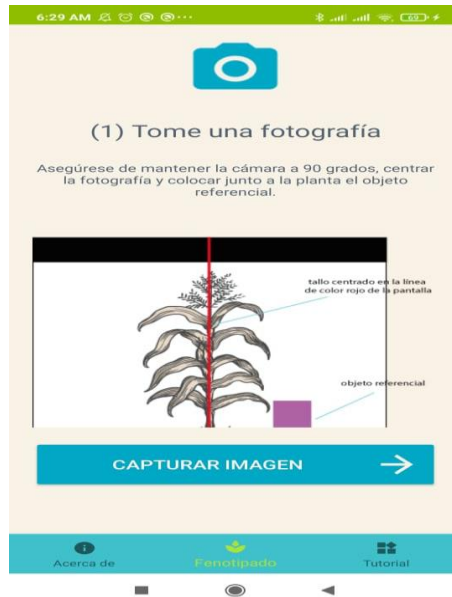 6:29 AM
69
(1) Tome una fotografía
Asegúrese de mantener la cámara a 90 grados, centrar
la fotografía y colocar junto a la planta el objeto
referencial.
tallo centrado en la línea
de color rojo de la pantalla
objeto referencial
CAPTURAR IMAGEN
Acerca de
Fenotipado
Tutorial